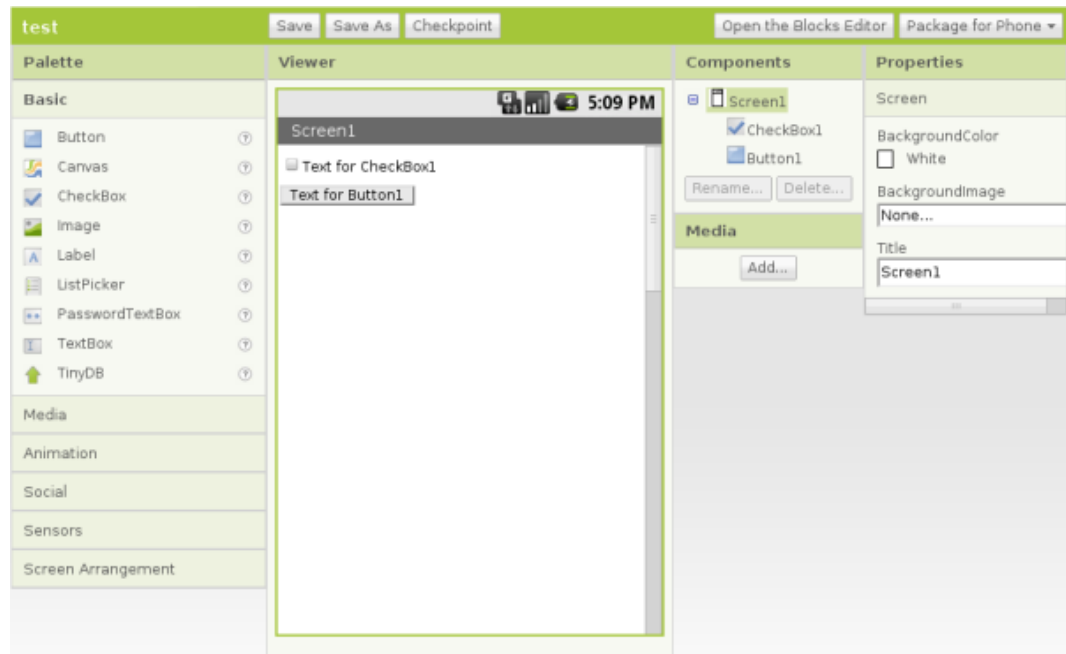 test
Save
Save As
Checkpoint
Open the Blocks Editor
Package for Phone
Palette
Basic
Button
Canvas
CheckBox
Image
Label
ListPicker
PasswordTextBox
TextBox
TinyDB
Media
Animation
Social
Sensors
Screen Arrangement
Viewer
5:09 PM
Screen1
Text for CheckBox1
Text for Button1
Components
Screen1
CheckBox1
Button1
Rename...
Delete...
Media
Add...
Properties
Screen
BackgroundColor
White
BackgroundImage
None...
Title
Screen1